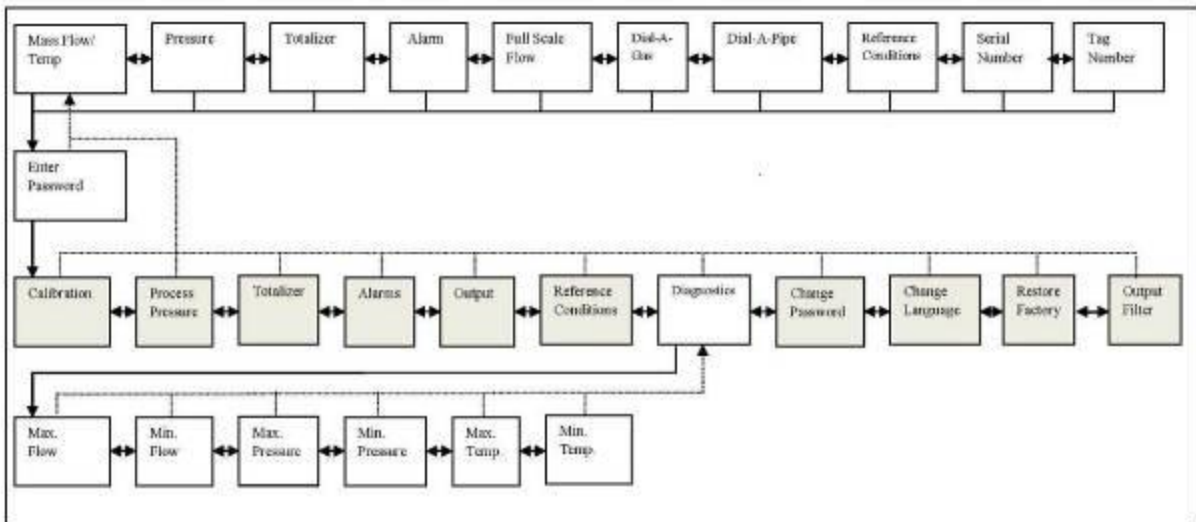 Mass Flow/
Temp
Pressure
Totalizer
Alarm
Full Scale
Flow
Dial-A-
Gas
Dial-A-Pipe
Reference
Conditions
Serial
Number
Tag
Number
Enter
Password
Calibration
Process
Pressure
Totalizer
Alarms
Output
Reference
Conditions
Diagnostics
Change
Password
Change
Language
Restore
Factory
Output
Filter
Max.
Flow
Min.
Flow
Max.
Pressure
Min.
Pressure
Max.
Temp.
Min.
Temp.